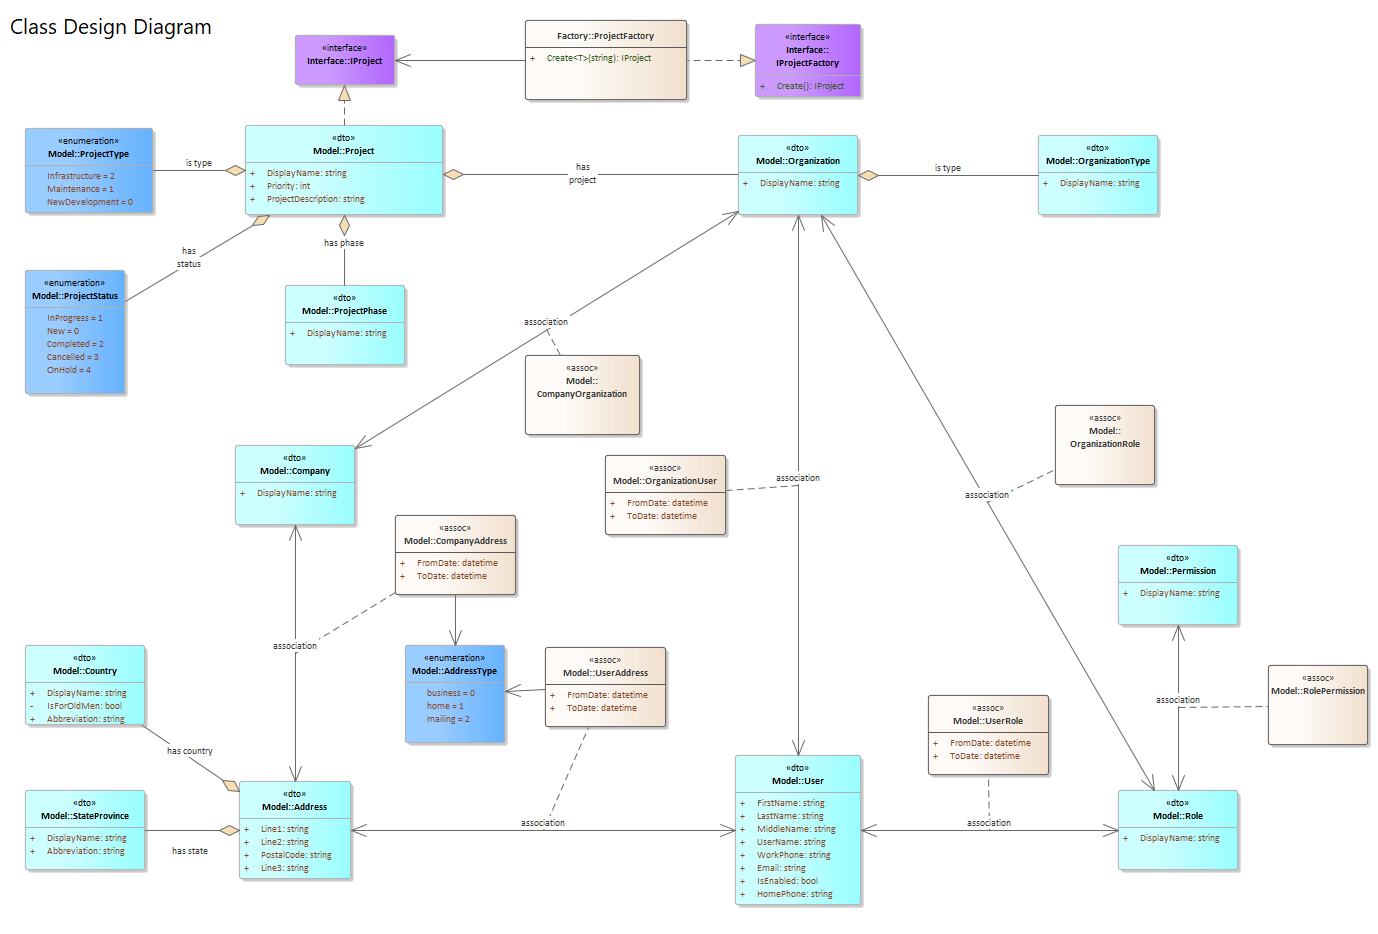 Class Design Diagram
«interface»
Interface::IProject
Factory::ProjectFactory
+ Create<T>(string): IProject
«interface»
Interface::
IProjectFactory
+ Create(): IProject
«enumeration»
Model::ProjectType
Infrastructure = 2
Maintenance = 1
NewDevelopment = 0
is type
«dto»
Model::Project
+ DisplayName: string
+ Priority: int
+ ProjectDescription: string
has
project
«dto»
Model::Organization
+ DisplayName: string
is type
«dto»
Model::OrganizationType
+ DisplayName: string
has
status
has phase
«enumeration»
Model::ProjectStatus
InProgress = 1
New = 0
Completed = 2
Cancelled = 3
OnHold = 4
«dto»
Model::ProjectPhase
+ DisplayName: string
association
«assoc»
Model::
CompanyOrganization
«assoc»
Model::
OrganizationRole
«dto»
Model::Company
+ DisplayName: string
«assoc»
Model::OrganizationUser
+ FromDate: datetime
+ ToDate: datetime
association
association
«assoc»
Model::CompanyAddress
+ FromDate: datetime
+ ToDate: datetime
«dto»
Model::Permission
+ DisplayName: string
association
«dto»
Model::Country
+ DisplayName: string
- IsForOldMen: bool
+ Abbreviation: string
«enumeration»
Model::AddressType
business = 0
home = 1
mailing = 2
«assoc»
Model::UserAddress
+ FromDate: datetime
+ ToDate: datetime
«assoc»
Model::UserRole
+ FromDate: datetime
+ ToDate: datetime
association
«assoc»
Model::RolePermission
has country
«dto»
Model::StateProvince
+ DisplayName: string
+ Abbreviation: string
has state
«dto»
Model::Address
+ Line1: string
+ Line2: string
+ PostalCode: string
+ Line3: string
association
«dto»
Model::User
+ FirstName: string
+ LastName: string
+ MiddleName: string
+ UserName: string
+ WorkPhone: string
+ Email: string
+ IsEnabled: bool
+ HomePhone: string
association
«dto»
Model::Role
+ DisplayName: string